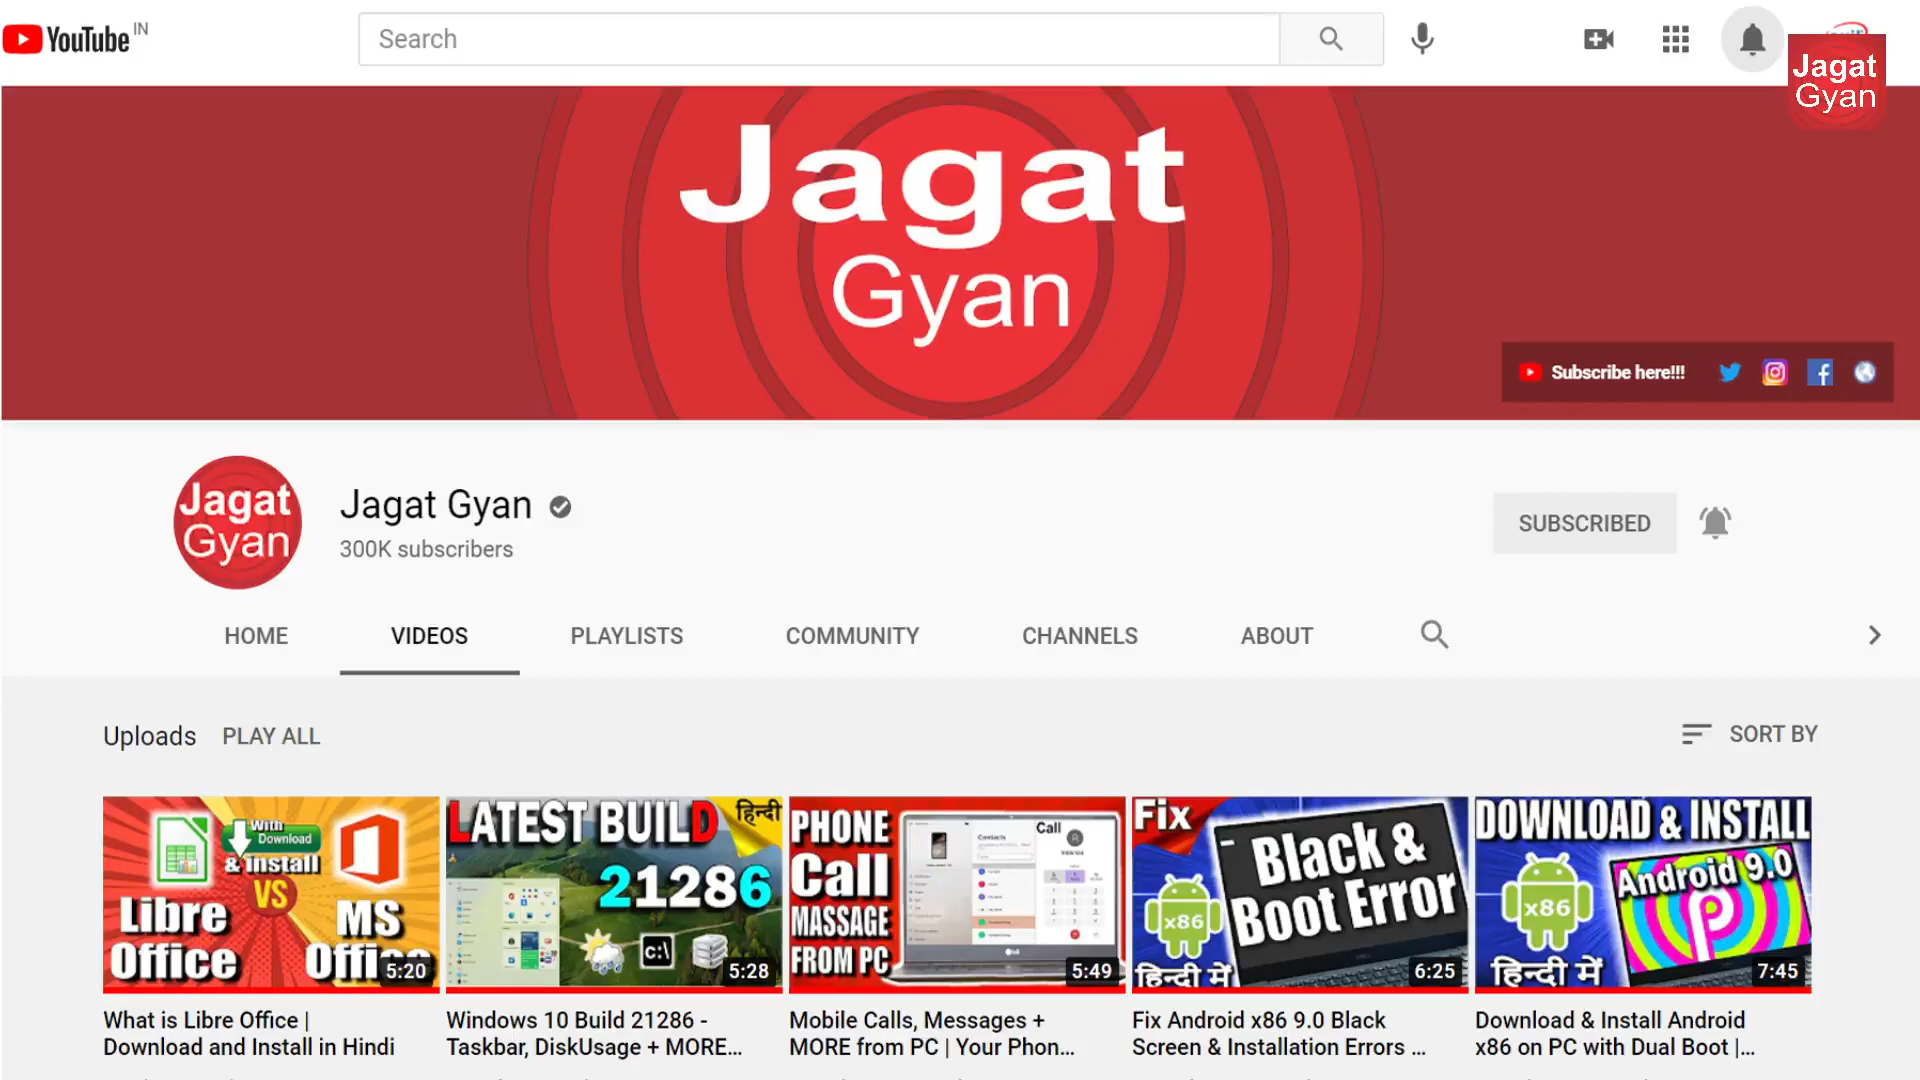 YouTube IN
Search
Jagat
Gyan
Jagat
Gyan
Subscribe here!!!
Jagat
Gyan
Jagat Gyan
300K subscribers
SUBSCRIBED
HOME VIDEOS PLAYLISTS COMMUNITY CHANNELS ABOUT
Uploads PLAY ALL
SORT BY
With
Download
& install
VS
Libre
Office
MS
Offic
5:20
LATEST BUILD
हिन्दी
21286
C:\
5:28
PHONE
Call
MASSAGE
FROM PC
Call
Contacts
5:49
Fix
Black &
Boot Error
x86
हिन्दी में
6:25
DOWNLOAD & INSTALL
Android 9.0
x86
हिन्दी में
7:45
What is Libre Office |
Download and Install in Hindi
Windows 10 Build 21286 -
Taskbar, DiskUsage + MORE...
Mobile Calls, Messages +
MORE from PC | Your Phon...
Fix Android x86 9.0 Black
Screen & Installation Errors ...
Download & Install Android
x86 on PC with Dual Boot |...